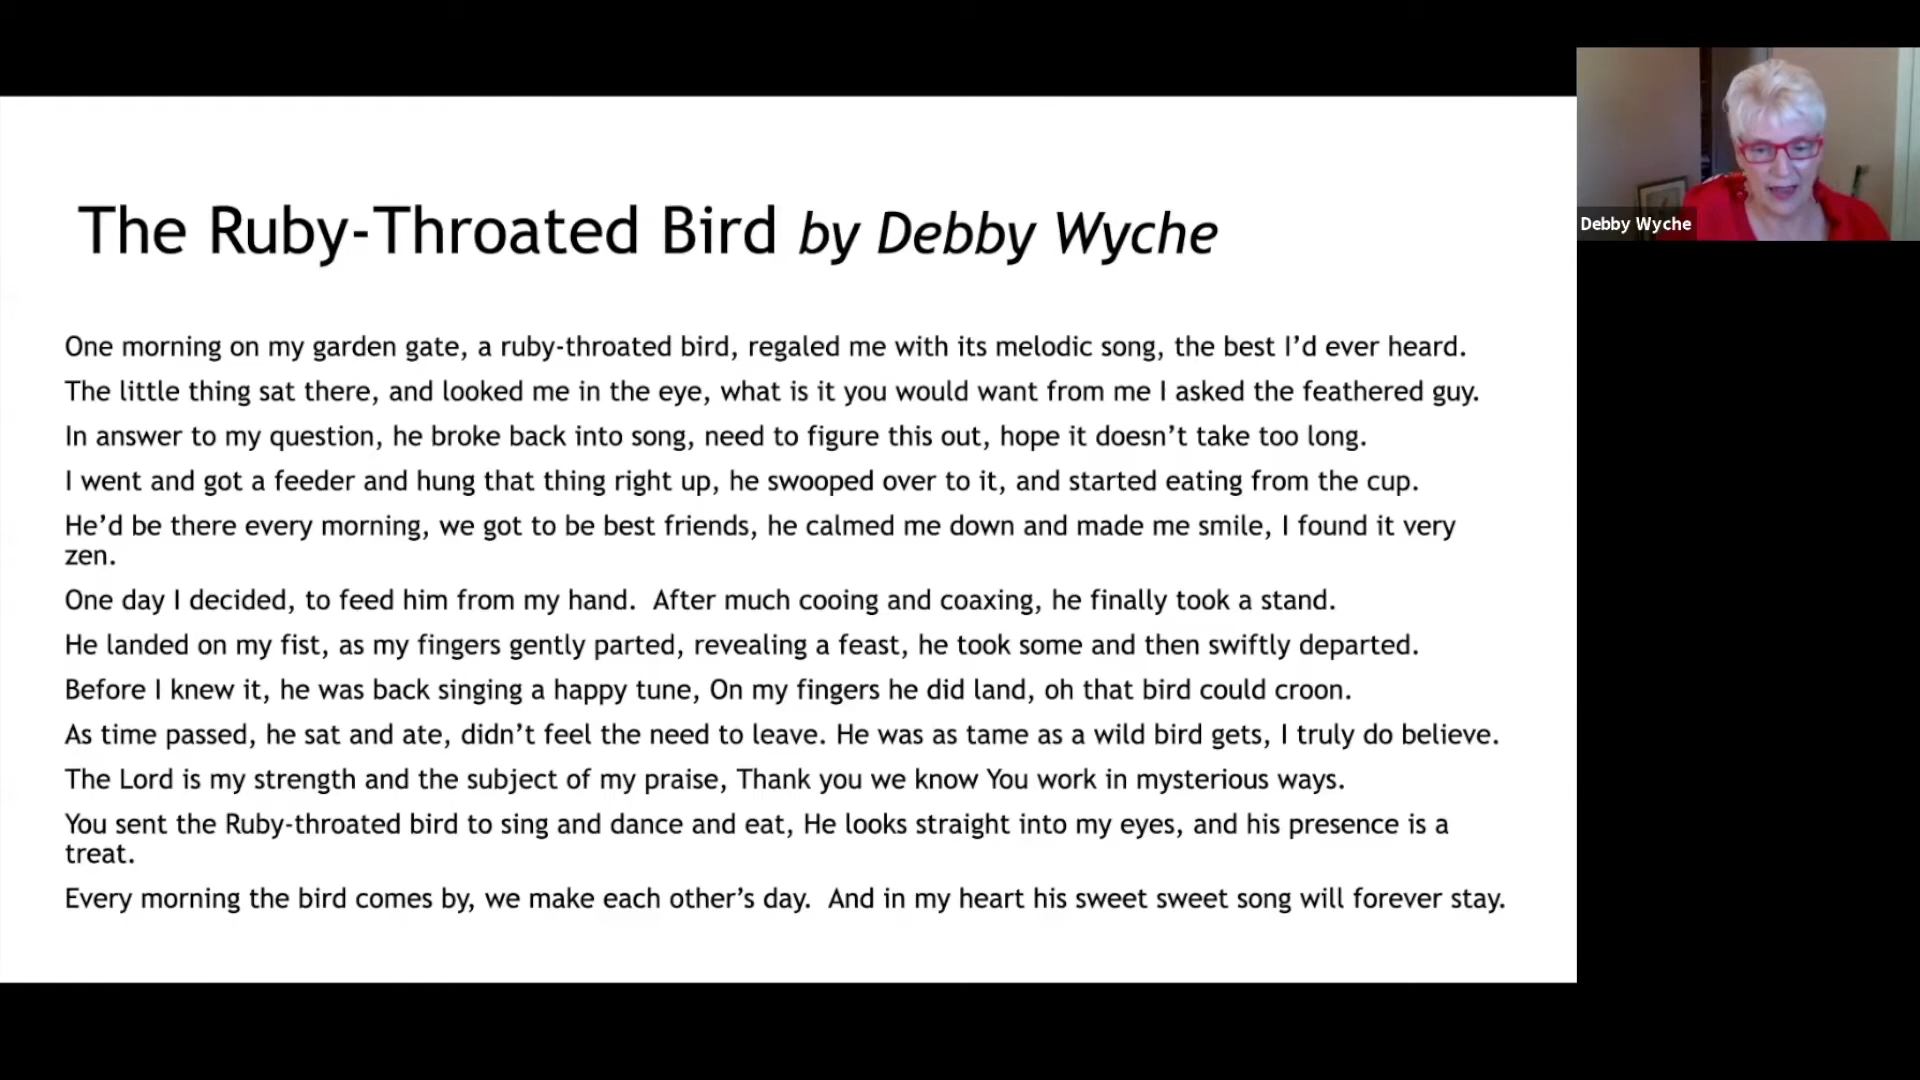 The Ruby-Throated Bird by Debby Wyche
Debby Wyche
One morning on my garden gate, a ruby-throated bird, regaled me with its melodic song, the best I’d ever heard.
The little thing sat there, and looked me in the eye, what is it you would want from me I asked the feathered guy.
In answer to my question, he broke back into song, need to figure this out, hope it doesn’t take too long.
I went and got a feeder and hung that thing right up, he swooped over to it, and started eating from the cup.
He’d be there every morning, we got to be best friends, he calmed me down and made me smile, I found it very
zen.
One day I decided, to feed him from my hand.  After much cooing and coaxing, he finally took a stand.
He landed on my fist, as my fingers gently parted, revealing a feast, he took some and then swiftly departed.
Before I knew it, he was back singing a happy tune, On my fingers he did land, oh that bird could croon.
As time passed, he sat and ate, didn’t feel the need to leave. He was as tame as a wild bird gets, I truly do believe.
The Lord is my strength and the subject of my praise, Thank you we know You work in mysterious ways.
You sent the Ruby-throated bird to sing and dance and eat, He looks straight into my eyes, and his presence is a
treat.
Every morning the bird comes by, we make each other’s day.  And in my heart his sweet sweet song will forever stay.